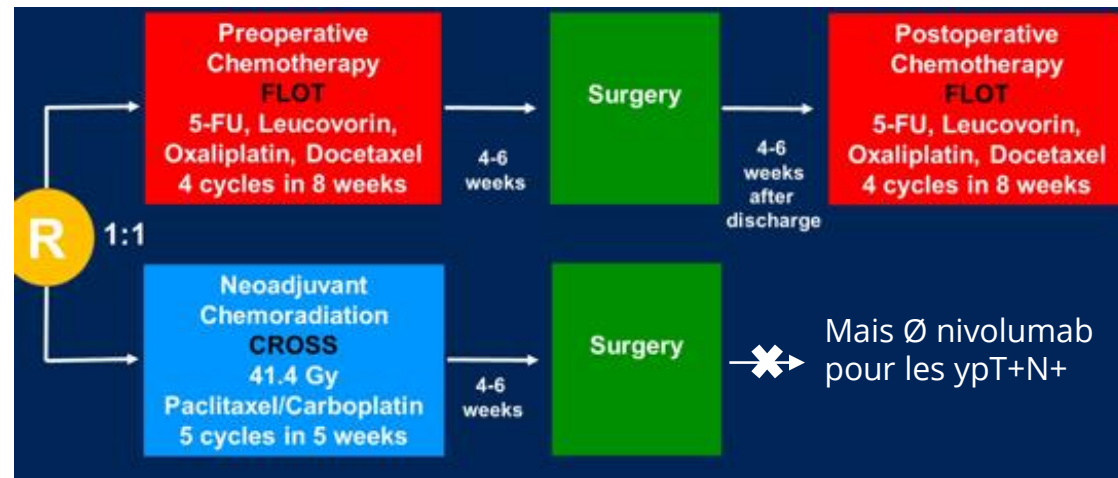 R
1:1
Preoperative
Chemotherapy
FLOT
5-FU, Leucovorin,
Oxaliplatin, Docetaxel
4 cycles in 8 weeks
4-6
weeks
Surgery
4-6
weeks
after
discharge
Postoperative
Chemotherapy
FLOT
5-FU, Leucovorin,
Oxaliplatin, Docetaxel
4 cycles in 8 weeks
Neoadjuvant
Chemoradiation
CROSS
41.4 Gy
Paclitaxel/Carboplatin
5 cycles in 5 weeks
4-6
weeks
Surgery
Mais Ø nivolumab
pour les ypT+N+